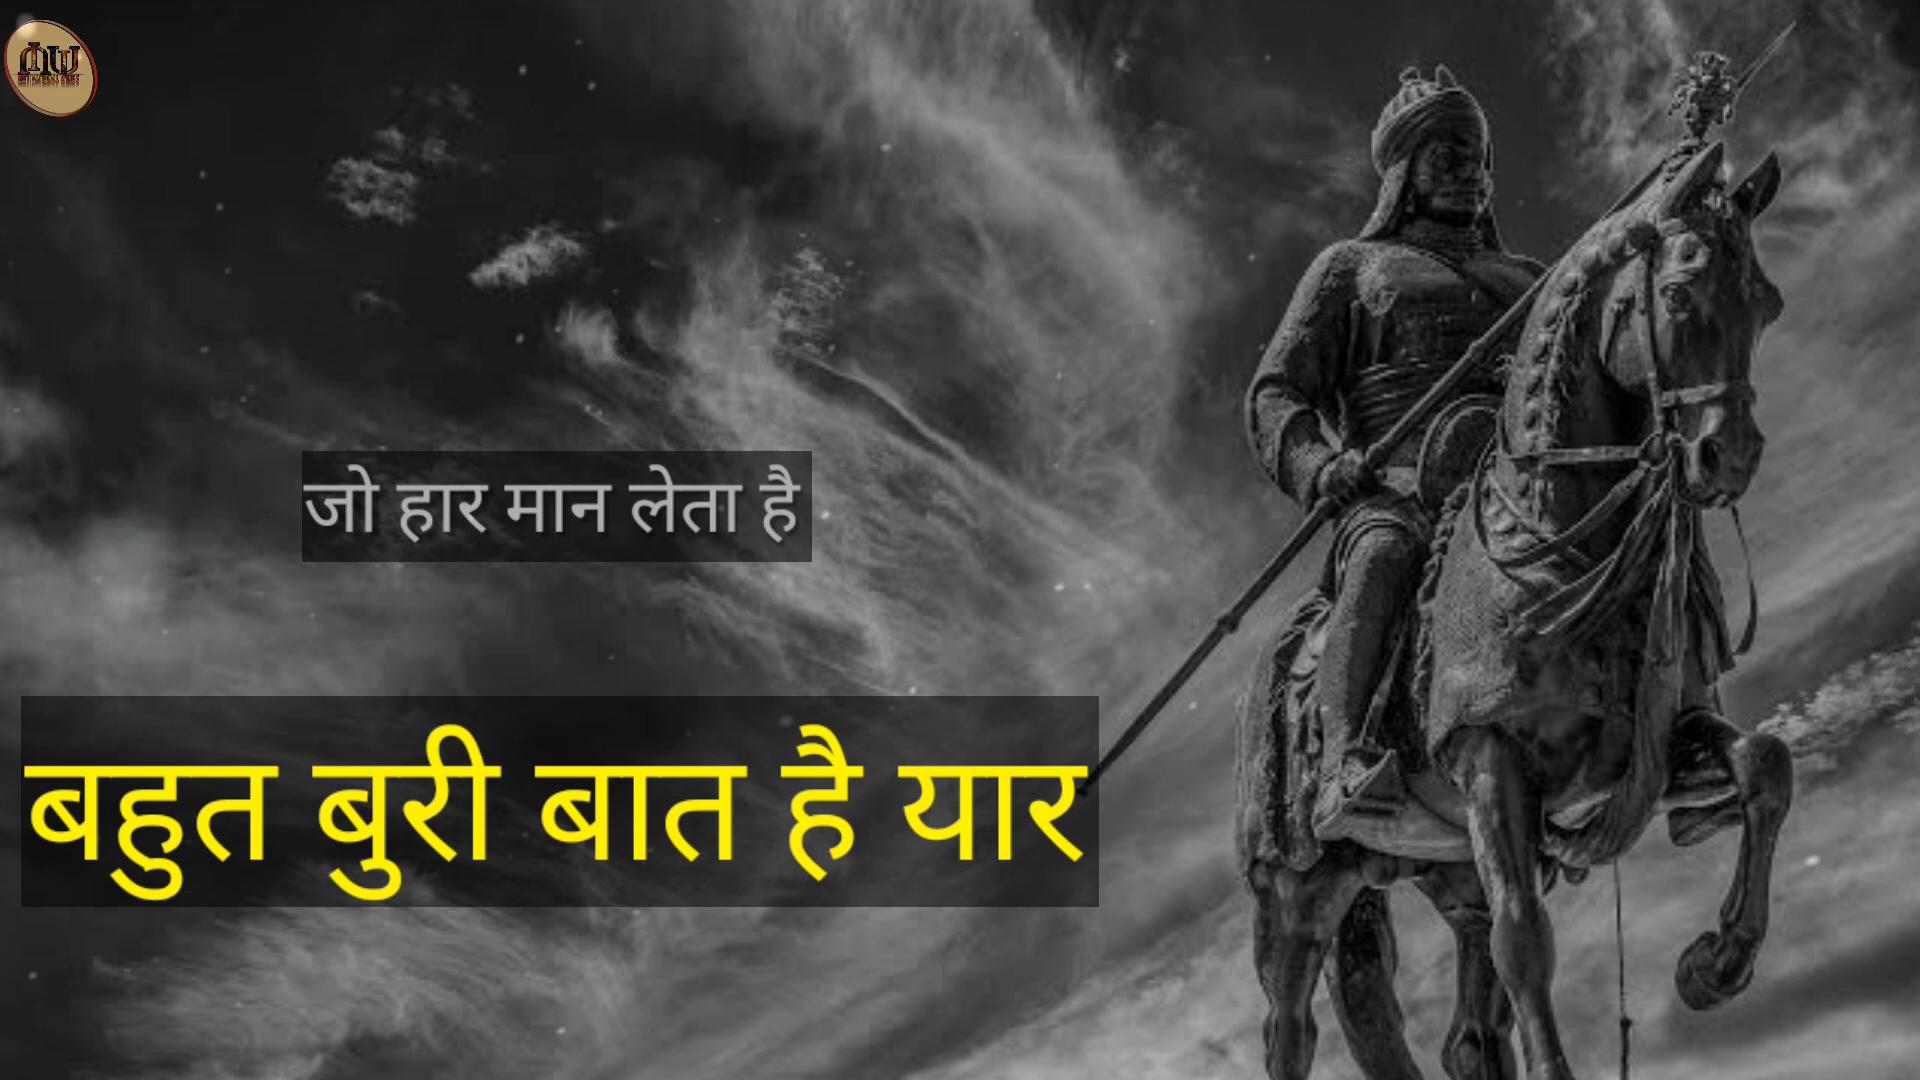 जो हार मान लेता है
बहुत बुरी बात है यार